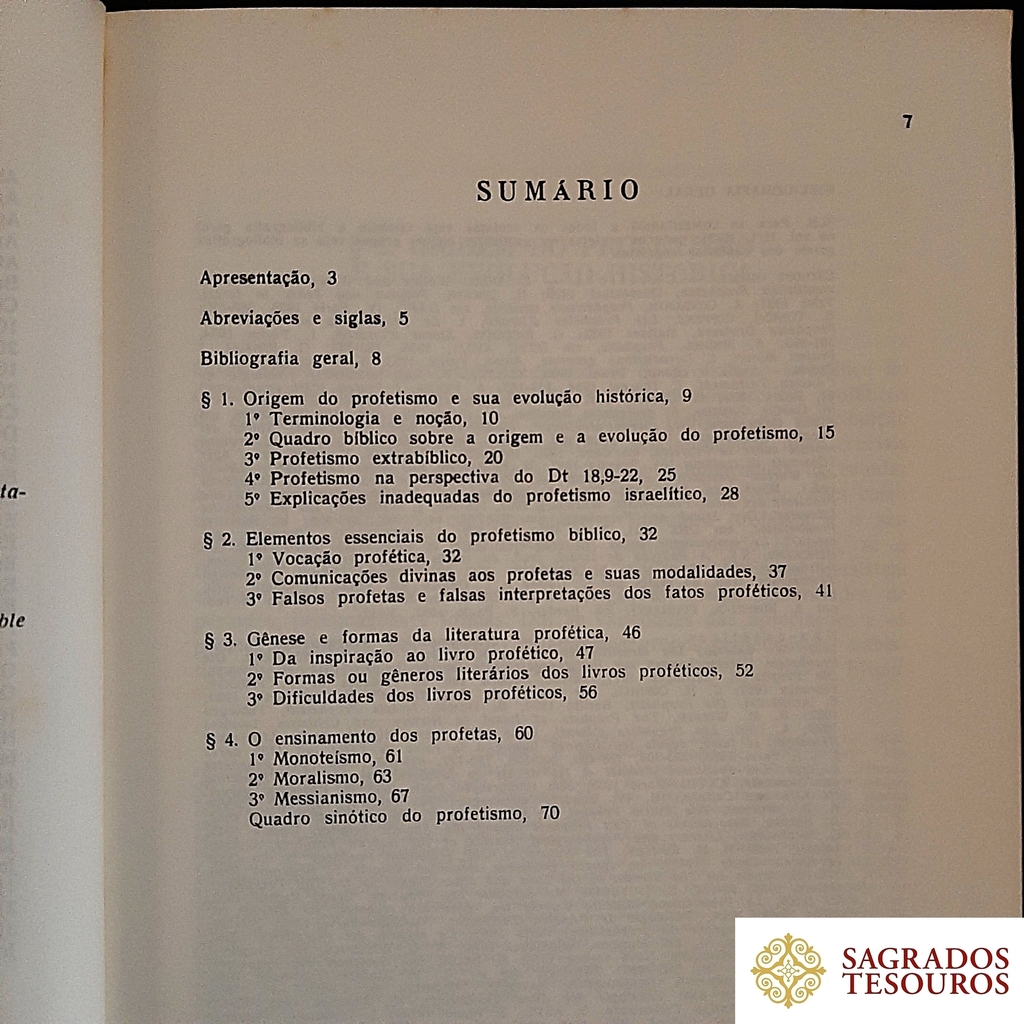 7
SUMÁRIO
Apresentação, 3
Abreviações e siglas, 5
Bibliografia geral, 8
§ 1. Origem do profetismo e sua evolução histórica, 9
1º Terminologia e noção, 10
2º Quadro bíblico sobre a origem e a evolução do profetismo, 15
3º Profetismo extrabíblico, 20
4º Profetismo na perspectiva do Dt 18,9-22, 25
5º Explicações inadequadas do profetismo israelítico, 28
§ 2. Elementos essenciais do profetismo bíblico, 32
1º Vocação profética, 32
2º Comunicações divinas aos profetas e suas modalidades, 37
3º Falsos profetas e falsas interpretações dos fatos proféticos, 41
§ 3. Gênese e formas da literatura profética, 46
1º Da inspiração ao livro profético, 47
2º Formas ou gêneros literários dos livros proféticos, 52
3º Dificuldades dos livros proféticos, 56
§ 4. O ensinamento dos profetas, 60
1º Monoteísmo, 61
2º Moralismo, 63
3º Messianismo, 67
Quadro sinótico do profetismo, 70
ta-
ble
SAGRADOS
TESOUROS